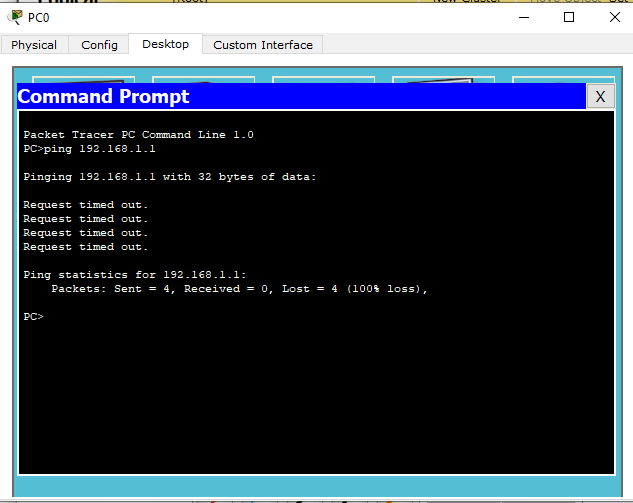 PC0
Physical Config Desktop Custom Interface
Command Prompt X
Packet Tracer PC Command Line 1.0
PC>ping 192.168.1.1
Pinging 192.168.1.1 with 32 bytes of data:
Request timed out.
Request timed out.
Request timed out.
Request timed out.
Ping statistics for 192.168.1.1:
Packets: Sent = 4, Received = 0, Lost = 4 (100% loss),
PC>